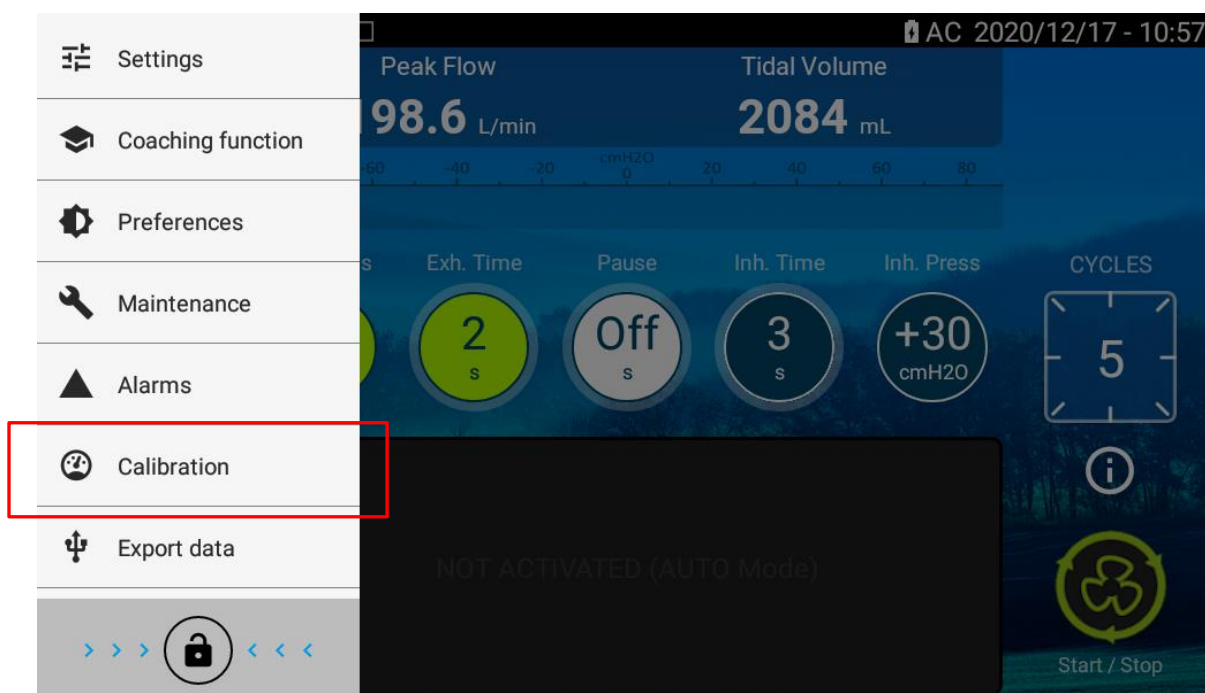 Settings
Coaching function
Preferences
Maintenance
Alarms
Calibration
Export data
AC 2020/12/17 - 10:57
Peak Flow
198.6 L/min
Tidal Volume
2084 mL
-60 -40 -20 cmH2O 0 20 40 60 80
s
Exh. Time
2
s
Pause
Off
s
Inh. Time
3
s
Inh. Press
+30
cmH2O
CYCLES
5
NOT ACTIVATED (AUTO Mode)
Start / Stop